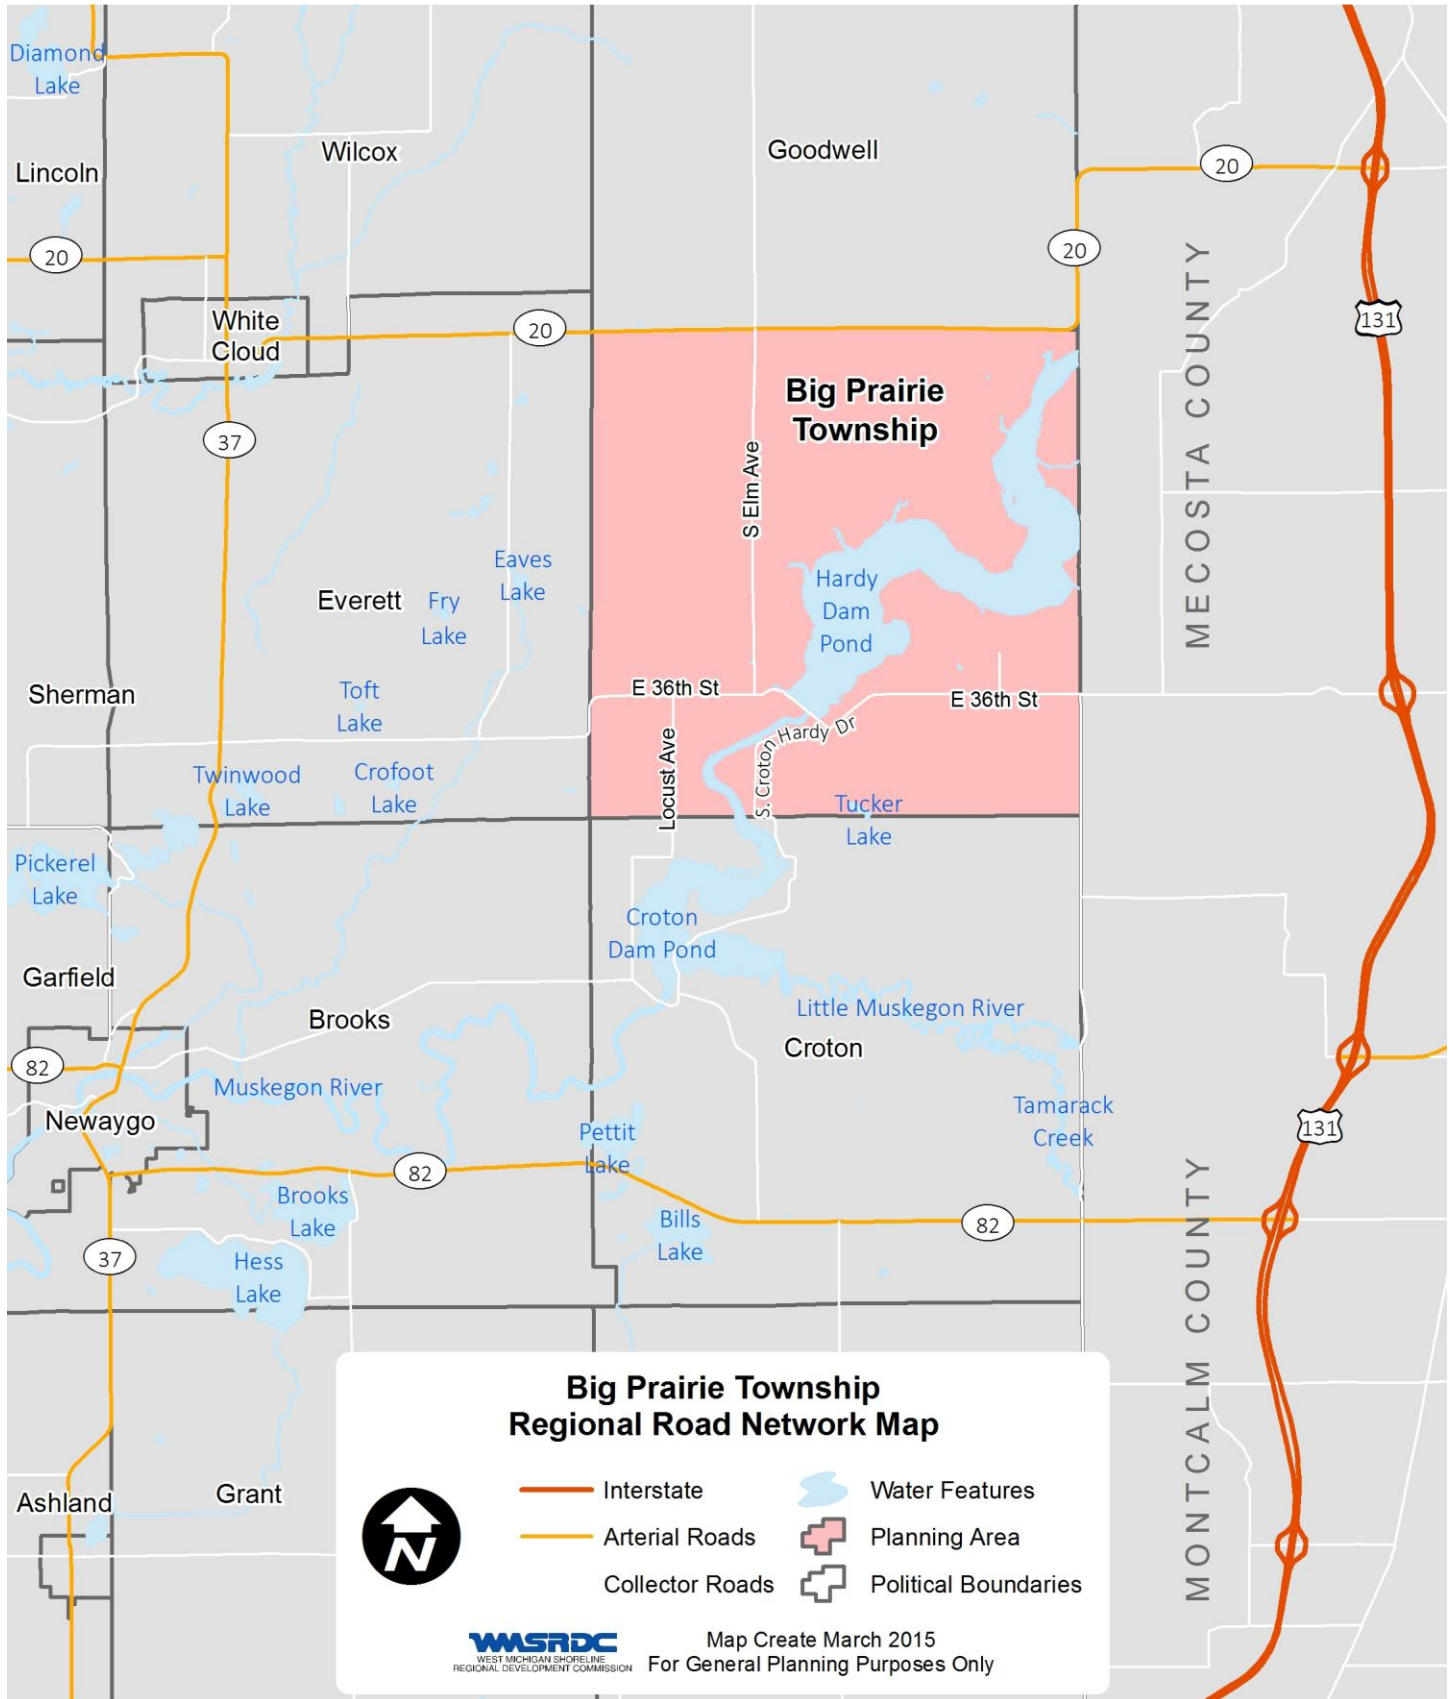 Diamond
Lake
Lincoln
Wilcox
Goodwell
20
20
20
20
131
White
Cloud
37
Big Prairie
Township
S Elm Ave
MECOSTA COUNTY
Eaves
Lake
Everett
Fry
Lake
Hardy
Dam
Pond
Sherman
Toft
Lake
E 36th St
E 36th St
S. Croton Hardy Dr
Locust Ave
Twinwood
Lake
Crofoot
Lake
Tucker
Lake
Pickerel
Lake
Croton
Dam Pond
Garfield
Brooks
Little Muskegon River
Croton
82
Muskegon River
Newaygo
Tamarack
Creek
131
Pettit
Lake
82
Brooks
Lake
Bills
Lake
82
37
Hess
Lake
MONTCALM COUNTY
Ashland
Grant
Big Prairie Township
Regional Road Network Map
N
Interstate
Water Features
Arterial Roads
Planning Area
Collector Roads
Political Boundaries
WMSRDC
WEST MICHIGAN SHORELINE
REGIONAL DEVELOPMENT COMMISSION
Map Create March 2015
For General Planning Purposes Only